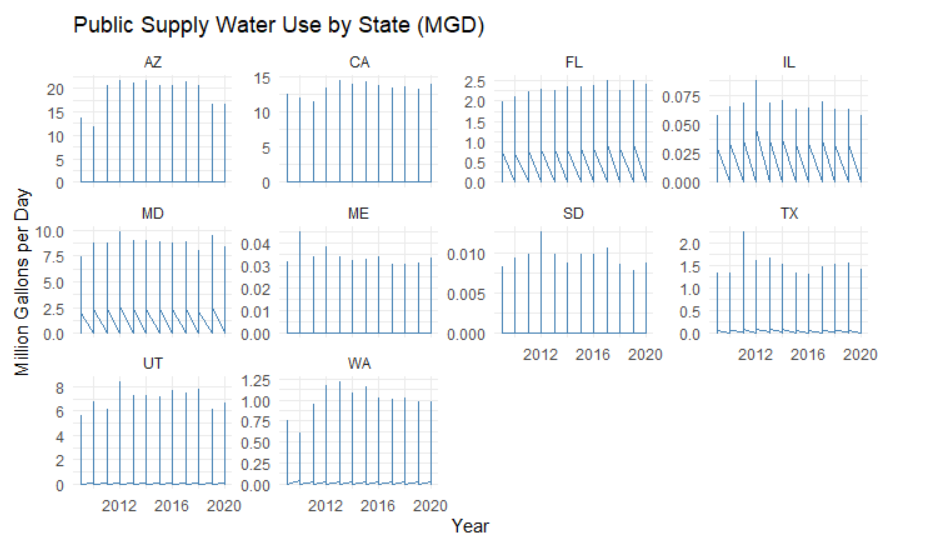 Public Supply Water Use by State (MGD)
AZ CA FL IL
20 15 10 5 0
15 10 5 0
2.5 2.0 1.5 1.0 0.5 0.0
0.075 0.050 0.025 0.000
MD ME SD TX
10.0 7.5 5.0 2.5 0.0
0.04 0.03 0.02 0.01 0.00
0.010 0.005 0.000
2.0 1.5 1.0 0.5 0.0
2012 2016 2020 2012 2016 2020
UT WA
8 6 4 2 0
1.25 1.00 0.75 0.50 0.25 0.00
2012 2016 2020 2012 2016 2020
Million Gallons per Day
Year